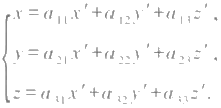 x = a₁₁x′ + a₁₂y′ + a₁₃z′ ,
y = a₂₁x′ + a₂₂y′ + a₂₃z′ ,
z = a₃₁x′ + a₃₂y′ + a₃₃z′ .